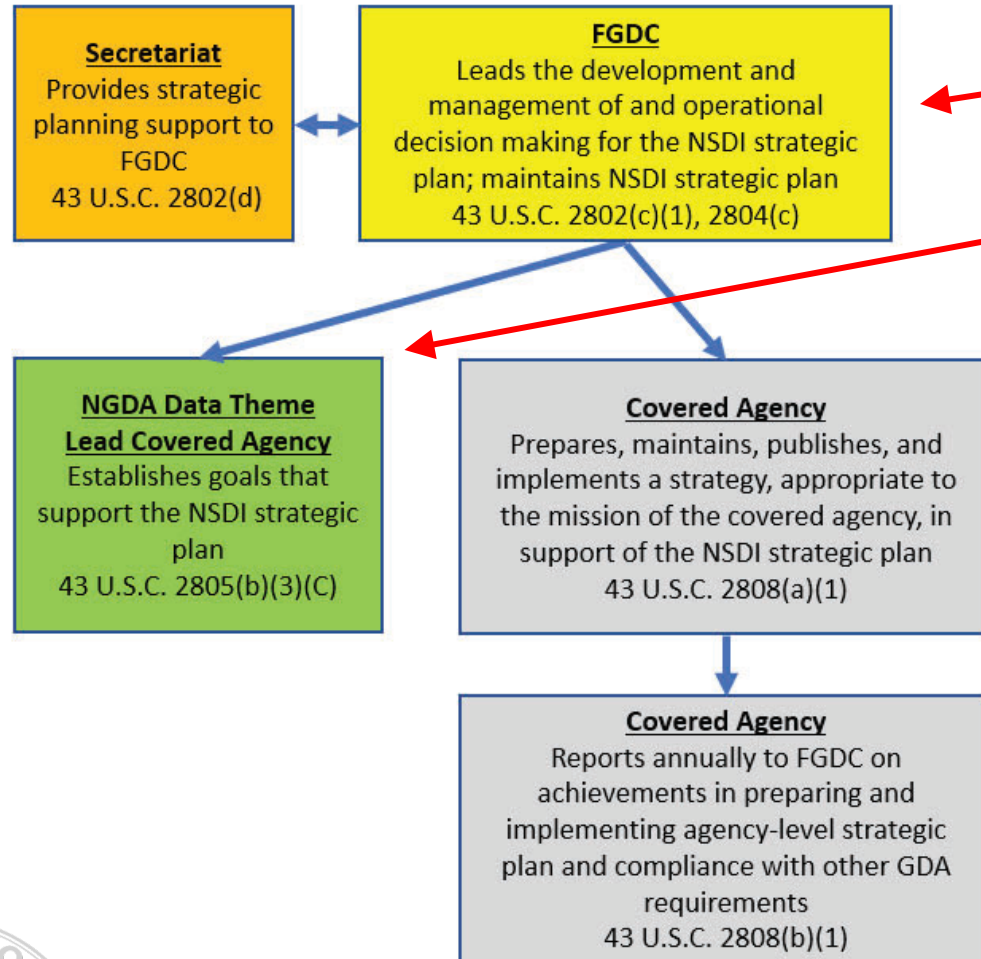 Secretariat
Provides strategic
planning support to
FGDC
43 U.S.C. 2802(d)
FGDC
Leads the development and
management of and operational
decision making for the NSDI strategic
plan; maintains NSDI strategic plan
43 U.S.C. 2802(c)(1), 2804(c)
NGDA Data Theme
Lead Covered Agency
Establishes goals that
support the NSDI strategic
plan
43 U.S.C. 2805(b)(3)(C)
Covered Agency
Prepares, maintains, publishes, and
implements a strategy, appropriate to
the mission of the covered agency, in
support of the NSDI strategic plan
43 U.S.C. 2808(a)(1)
Covered Agency
Reports annually to FGDC on
achievements in preparing and
implementing agency-level strategic
plan and compliance with other GDA
requirements
43 U.S.C. 2808(b)(1)